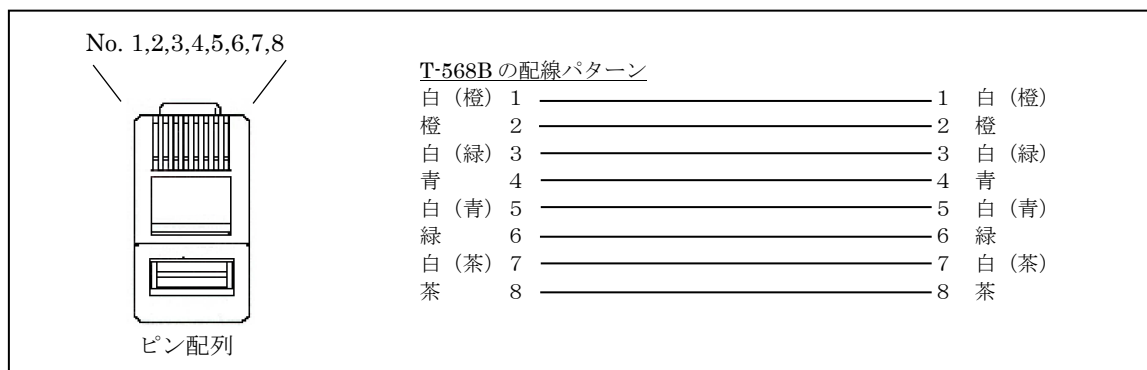 No. 1,2,3,4,5,6,7,8
ピン配列
T-568B の配線パターン
白（橙） 1 1 白（橙）
橙 2 2 橙
白（緑） 3 3 白（緑）
青 4 4 青
白（青） 5 5 白（青）
緑 6 6 緑
白（茶） 7 7 白（茶）
茶 8 8 茶